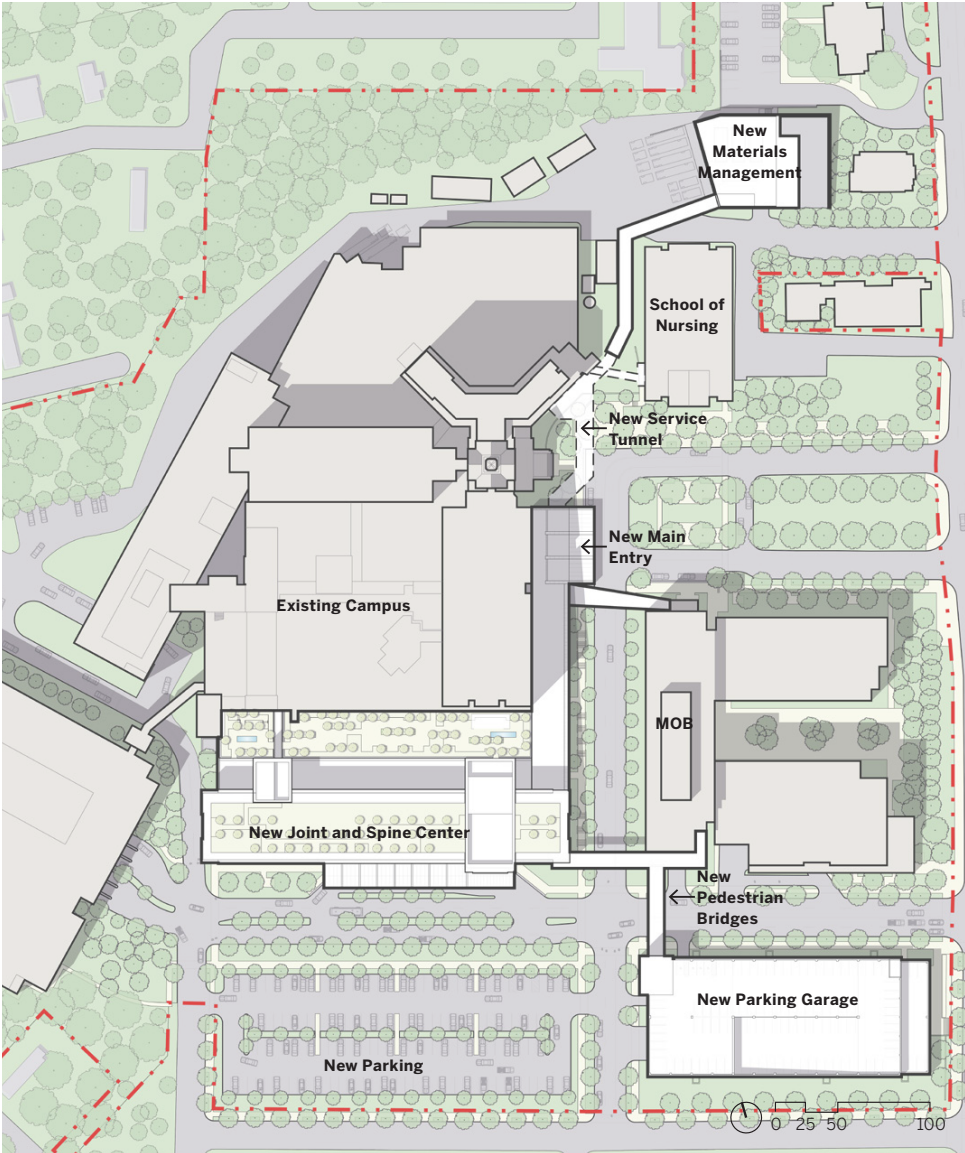 New
Materials
Management
School of
Nursing
New Service
Tunnel
New Main
Entry
Existing Campus
MOB
New Joint and Spine Center
New
Pedestrian
Bridges
New Parking Garage
New Parking
0 25 50 100